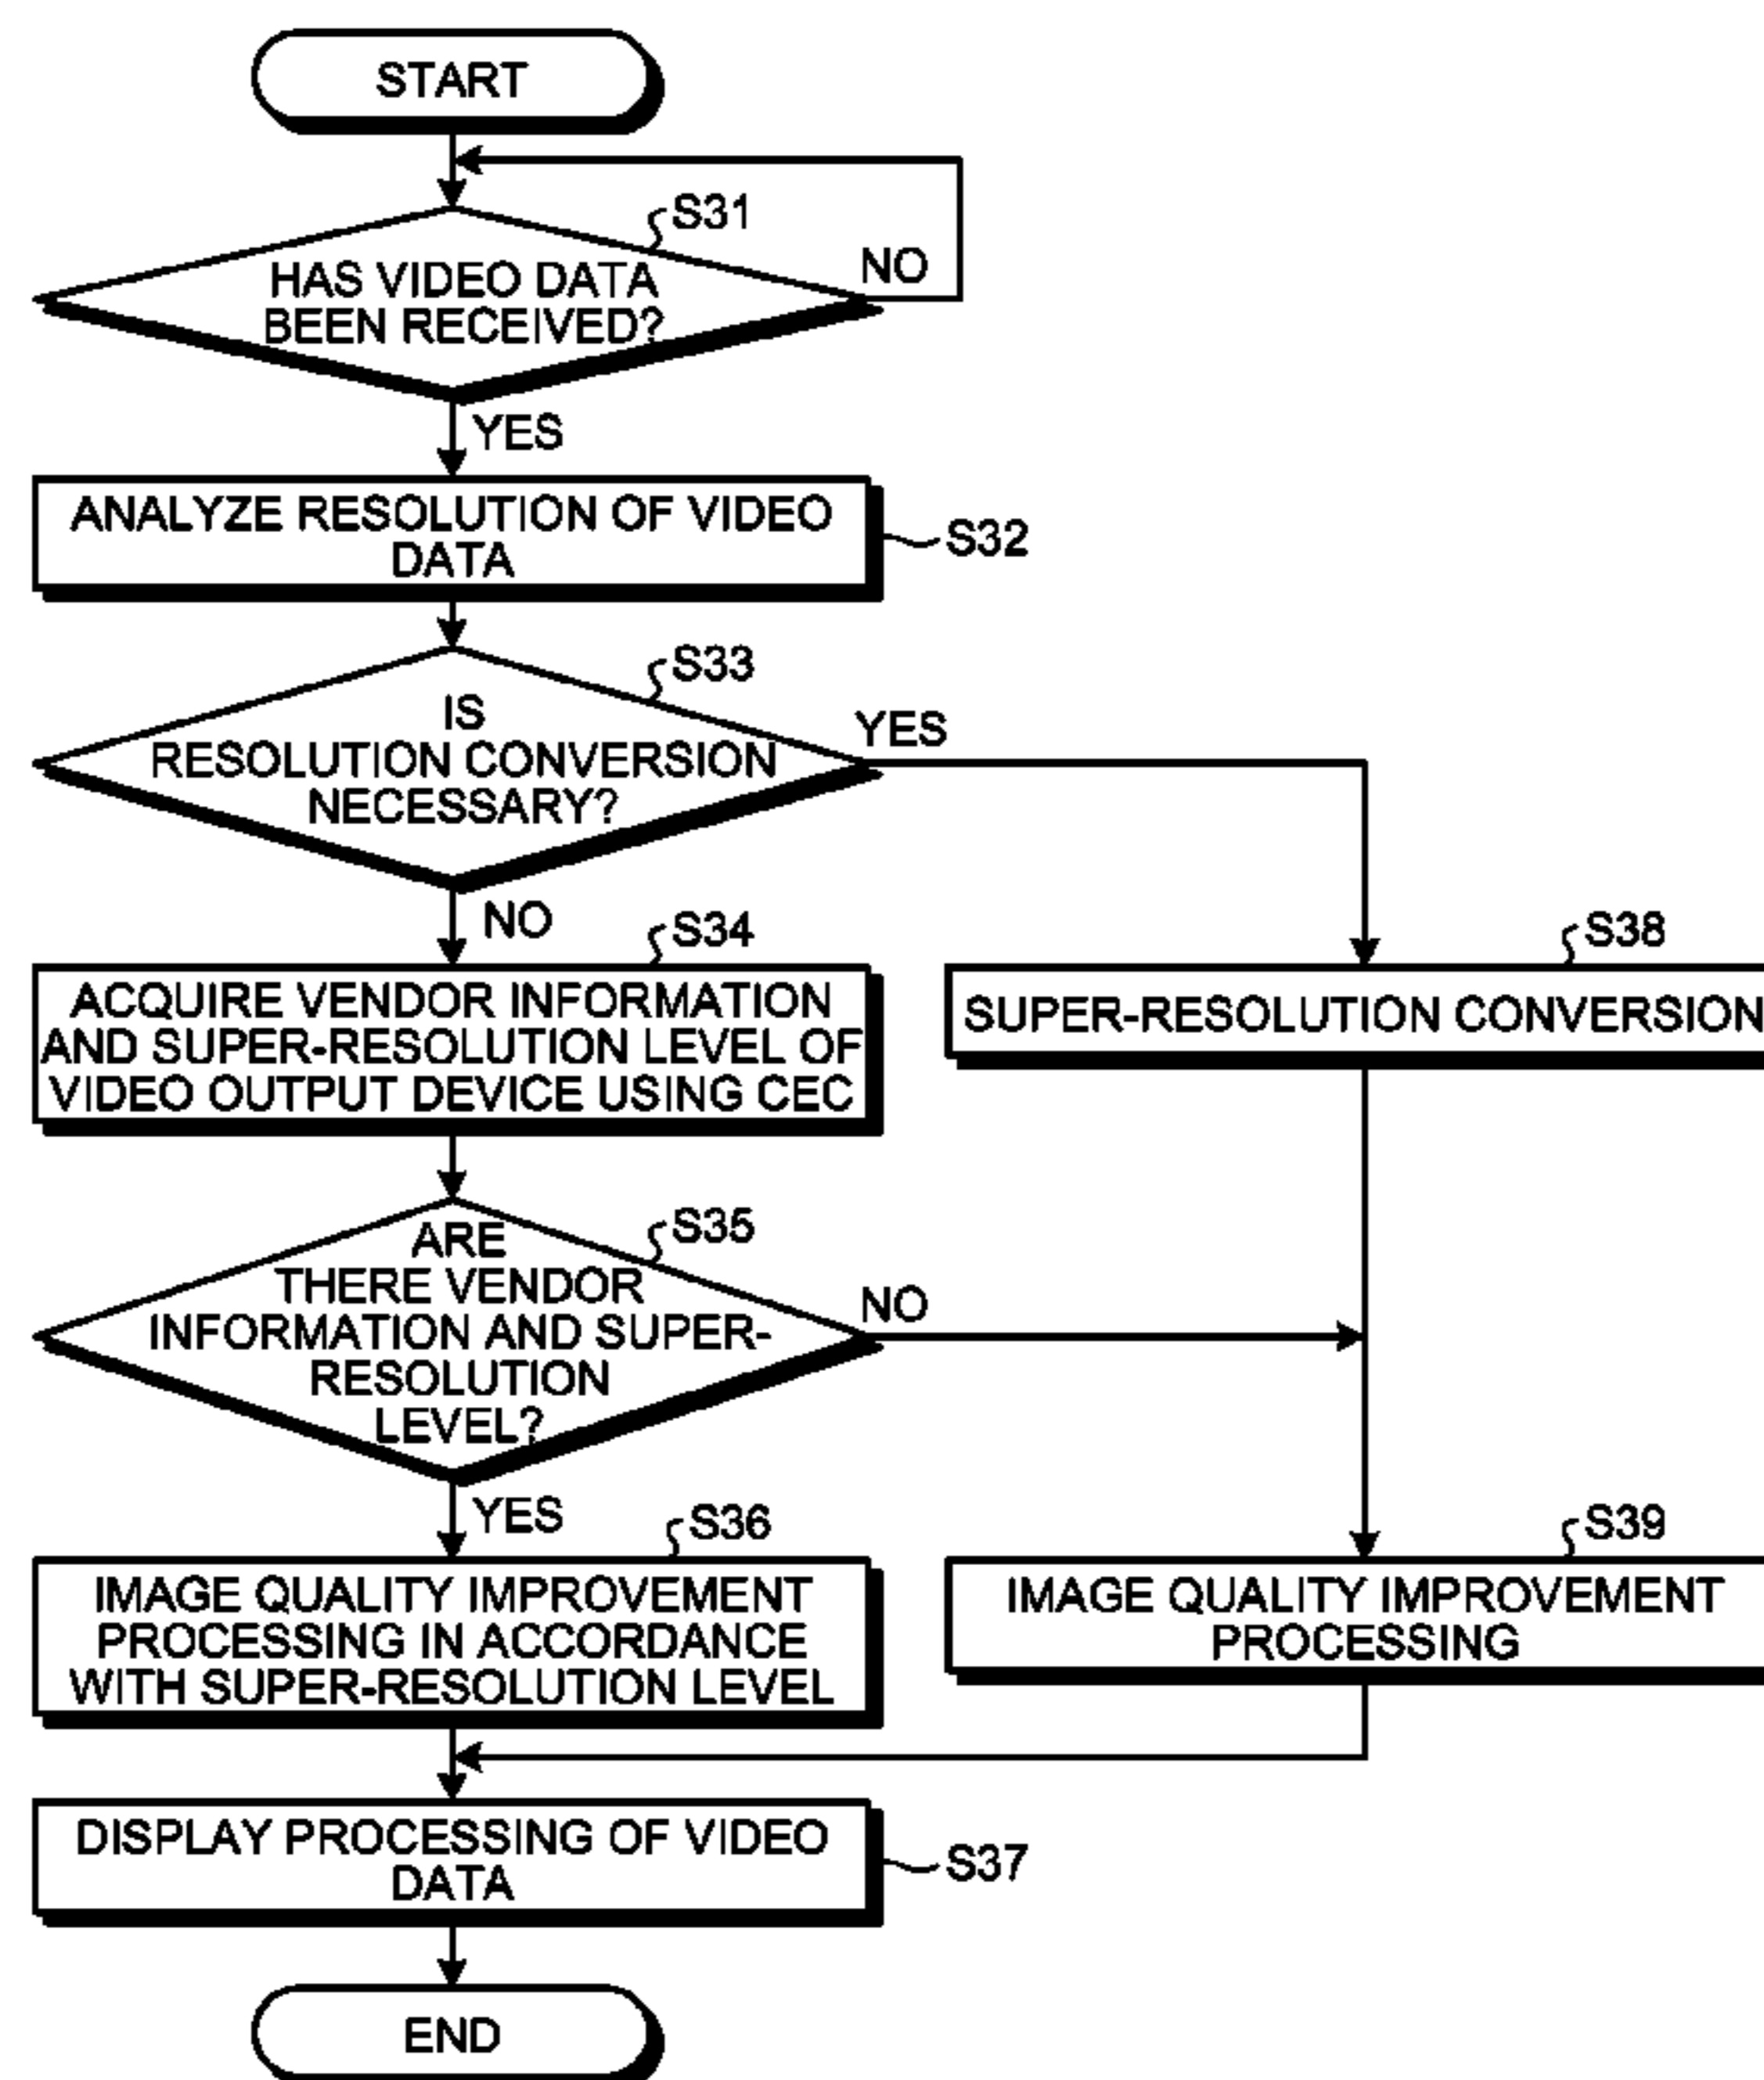 START
S31
HAS VIDEO DATA
BEEN RECEIVED?
NO
YES
ANALYZE RESOLUTION OF VIDEO
DATA
S32
S33
IS
RESOLUTION CONVERSION
NECESSARY?
YES
NO
S34
ACQUIRE VENDOR INFORMATION
AND SUPER-RESOLUTION LEVEL OF
VIDEO OUTPUT DEVICE USING CEC
S38
SUPER-RESOLUTION CONVERSION
S35
ARE
THERE VENDOR
INFORMATION AND SUPER-
RESOLUTION
LEVEL?
NO
YES
S36
IMAGE QUALITY IMPROVEMENT
PROCESSING IN ACCORDANCE
WITH SUPER-RESOLUTION LEVEL
S39
IMAGE QUALITY IMPROVEMENT
PROCESSING
DISPLAY PROCESSING OF VIDEO
DATA
S37
END